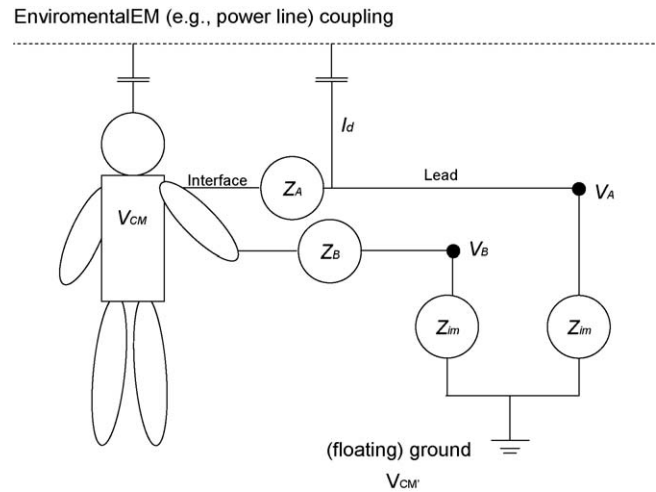 EnviromentalEM (e.g., power line) coupling
Id
Interface
ZA
Lead
VA
VCM
ZB
VB
Zim
Zim
(floating) ground
VCM'